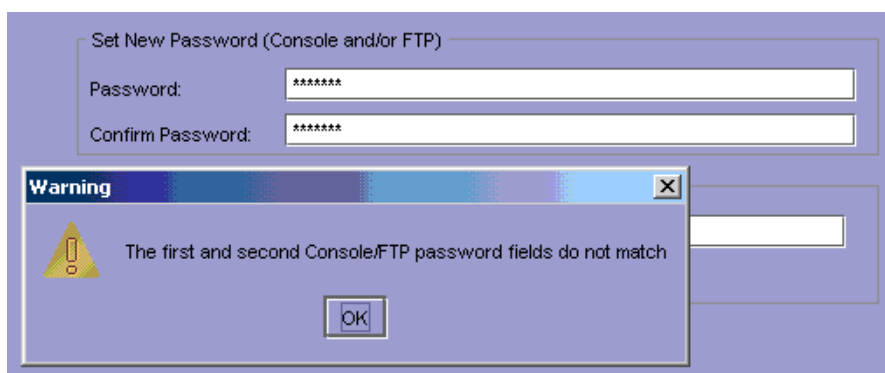 Set New Password (Console and/or FTP)
Password: *******
Confirm Password: *******
Warning
The first and second Console/FTP password fields do not match
OK